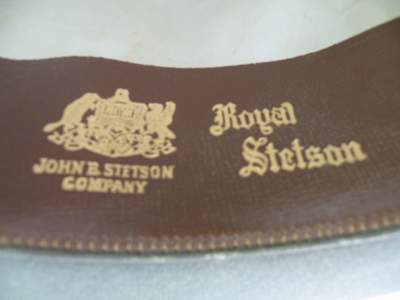 JOHN B. STETSON
COMPANY
Royal
Stetson